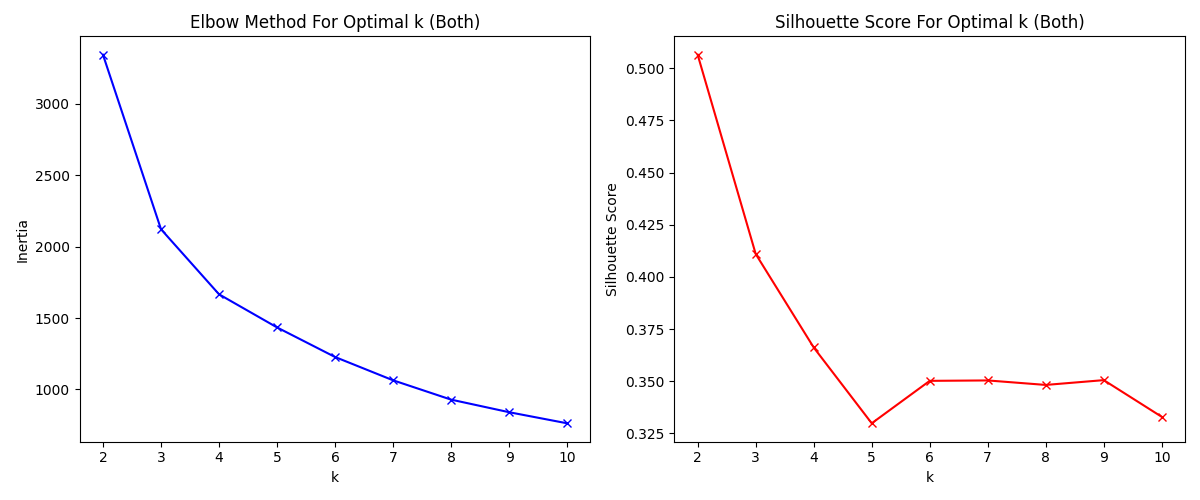 Elbow Method For Optimal k (Both)
3000
2500
2000
1500
1000
Inertia
2 3 4 5 6 7 8 9 10
k
Silhouette Score For Optimal k (Both)
0.500
0.475
0.450
0.425
0.400
0.375
0.350
0.325
Silhouette Score
2 3 4 5 6 7 8 9 10
k